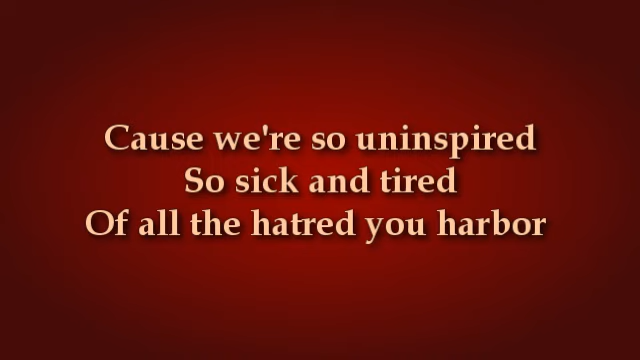 Cause we're so uninspired
So sick and tired
Of all the hatred you harbor